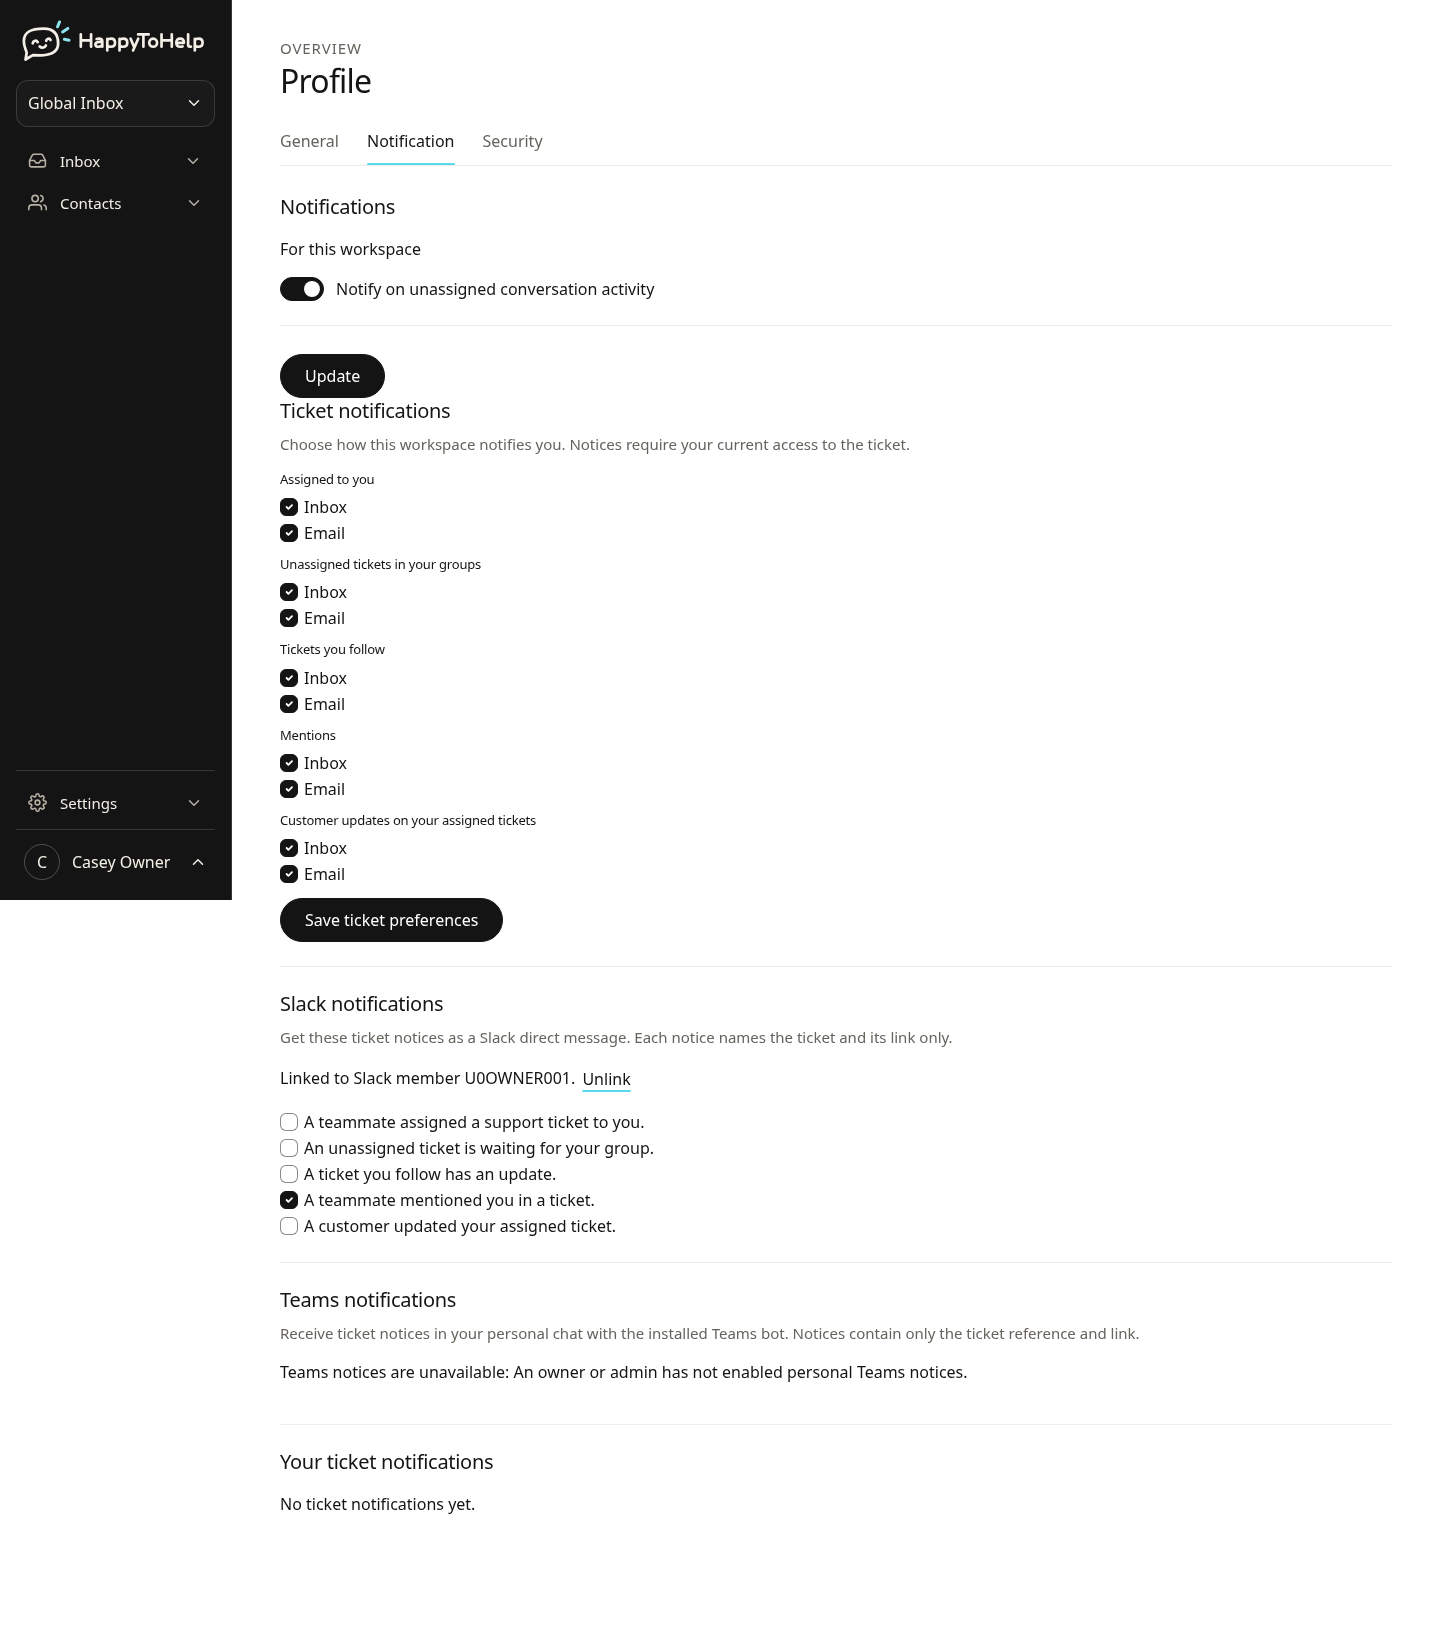 HappyToHelp
Global Inbox
Inbox
Contacts
Settings
C
Casey Owner
OVERVIEW
Profile
General
Notification
Security
Notifications
For this workspace
Notify on unassigned conversation activity
Update
Ticket notifications
Choose how this workspace notifies you. Notices require your current access to the ticket.
Assigned to you
Inbox
Email
Unassigned tickets in your groups
Inbox
Email
Tickets you follow
Inbox
Email
Mentions
Inbox
Email
Customer updates on your assigned tickets
Inbox
Email
Save ticket preferences
Slack notifications
Get these ticket notices as a Slack direct message. Each notice names the ticket and its link only.
Linked to Slack member U0OWNER001. Unlink
A teammate assigned a support ticket to you.
An unassigned ticket is waiting for your group.
A ticket you follow has an update.
A teammate mentioned you in a ticket.
A customer updated your assigned ticket.
Teams notifications
Receive ticket notices in your personal chat with the installed Teams bot. Notices contain only the ticket reference and link.
Teams notices are unavailable: An owner or admin has not enabled personal Teams notices.
Your ticket notifications
No ticket notifications yet.